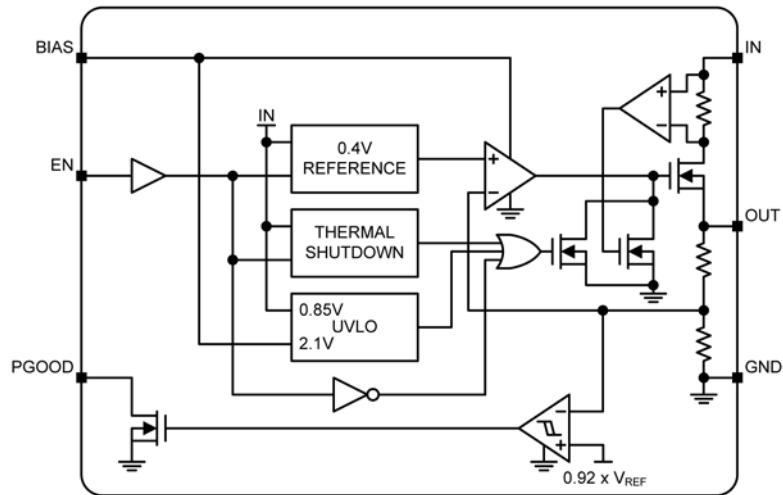 BIAS
IN
IN
0.4V
REFERENCE
+
−
+
−
EN
OUT
THERMAL
SHUTDOWN
0.85V
UVLO
2.1V
PGOOD
GND
−
+
0.92 x VREF